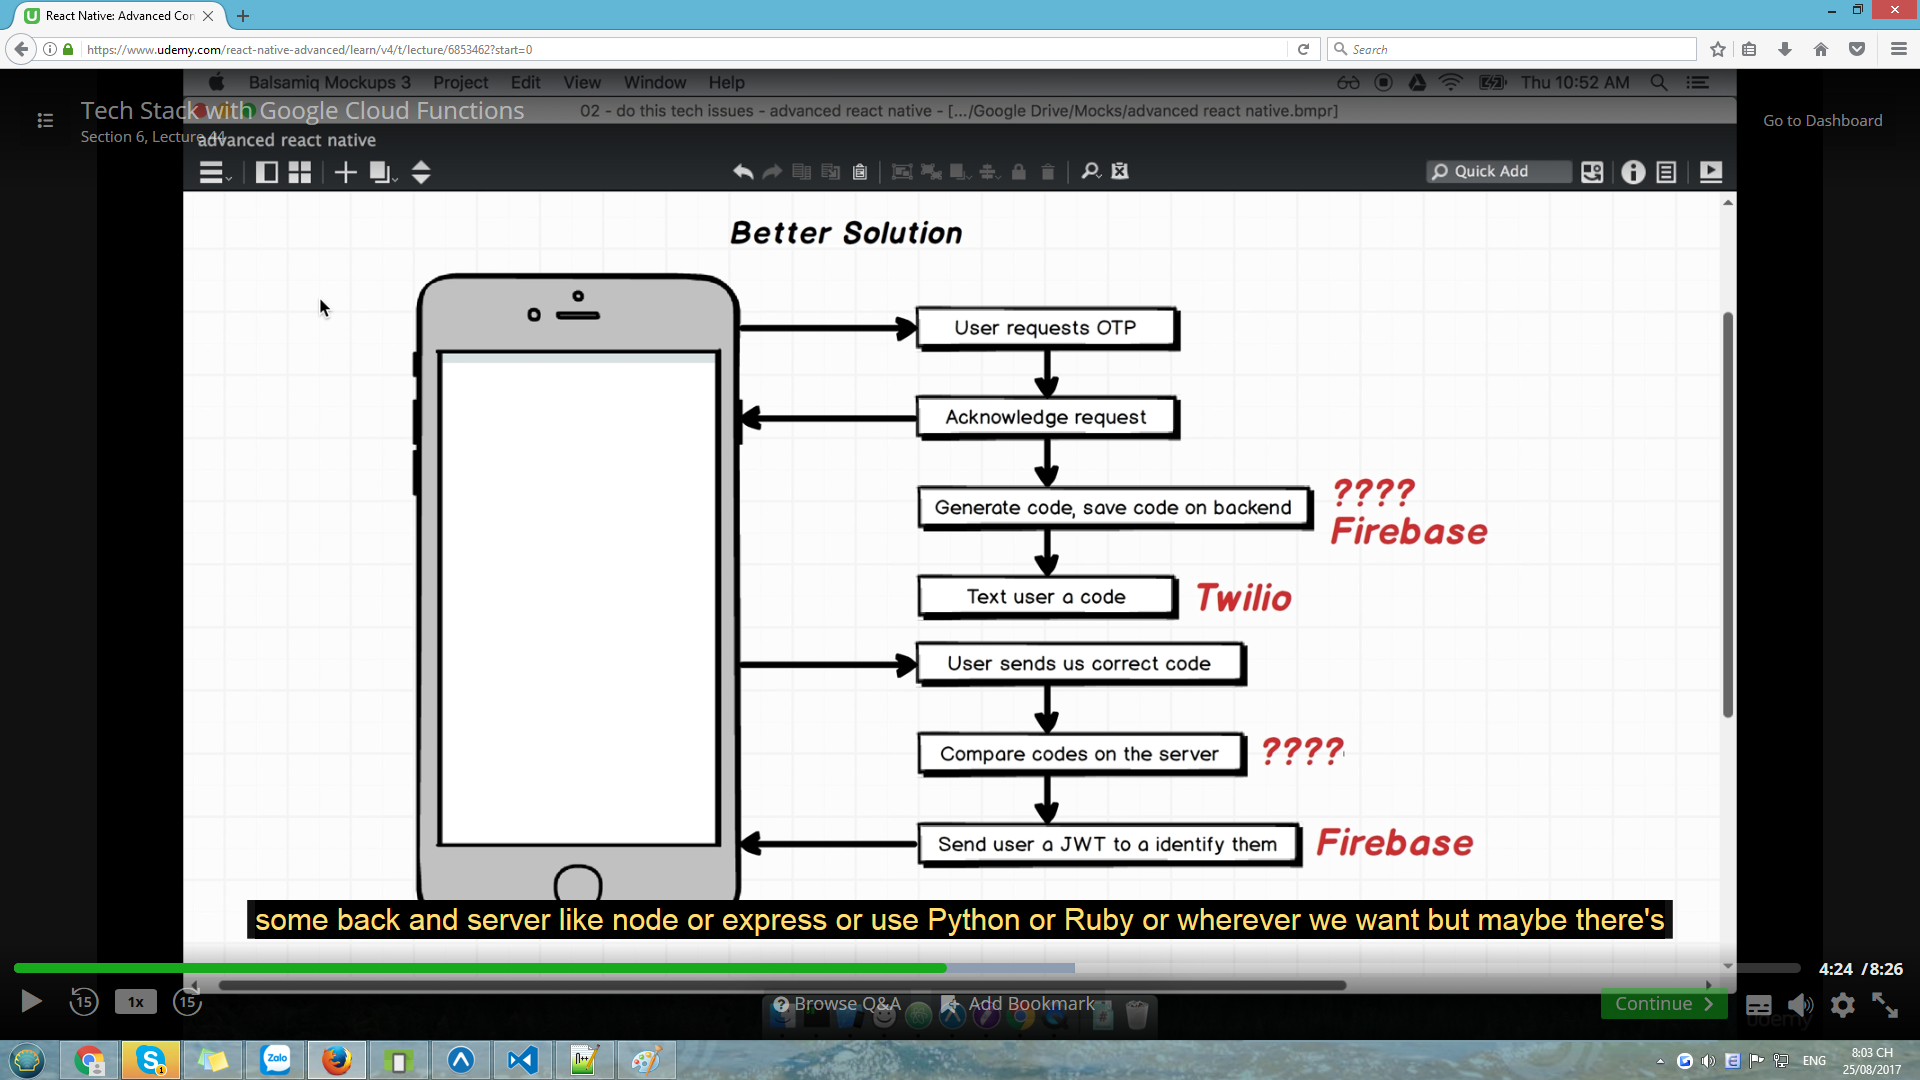 React Native: Advanced Con
https://www.udemy.com/react-native-advanced/learn/v4/t/lecture/6853462?start=0
Search
Balsamiq Mockups 3 Project Edit View Window Help
Thu 10:52 AM
Tech Stack with Google Cloud Functions
02 - do this tech issues - advanced react native - [.../Google Drive/Mocks/advanced react native.bmpr]
Go to Dashboard
Section 6, Lecture 44
advanced react native
Quick Add
Better Solution
User requests OTP
Acknowledge request
Generate code, save code on backend
????
Firebase
Text user a code
Twilio
User sends us correct code
Compare codes on the server
????
Send user a JWT to a identify them
Firebase
some back and server like node or express or use Python or Ruby or wherever we want but maybe there's
4:24 / 8:26
15
1x
15
Browse Q&A
Add Bookmark
Continue
udemy
Zalo
ENG
8:03 CH
25/08/2017